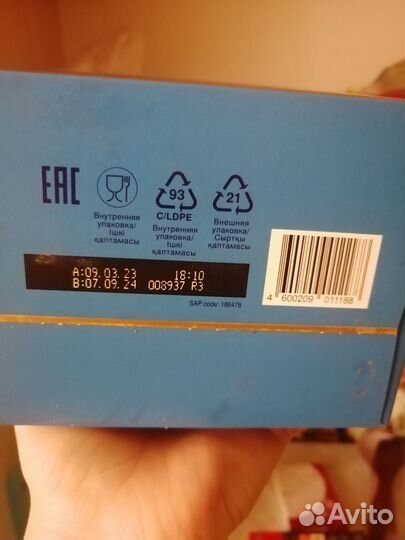 EAC
93
C/LDPE
21
Внутренняя
упаковка/
Ішкі
қаптамасы
Внутренняя
упаковка/
Ішкі
қаптамасы
Внешняя
упаковка/
Сыртқы
қаптамасы
A:09.03.23 18:10
B:07.09.24 008937 R3
SAP code: 186478
4 600209 011188
Avito